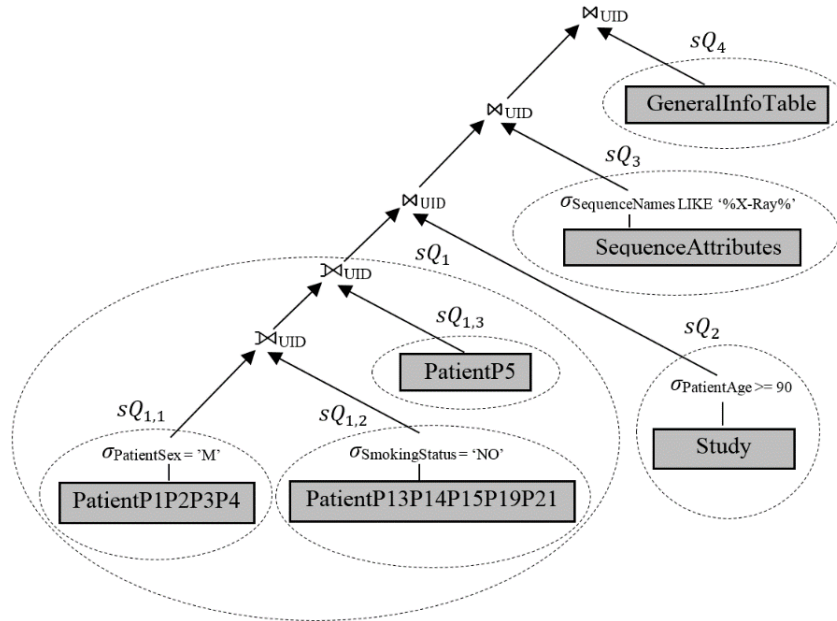 ⋈UID
sQ4
GeneralInfoTable
⋈UID
sQ3
σSequenceNames LIKE ‘%X-Ray%’
SequenceAttributes
⋈UID
sQ1
⟕UID
sQ1,3
PatientP5
sQ2
σPatientAge >= 90
Study
⟕UID
sQ1,1
σPatientSex = ’M’
PatientP1P2P3P4
sQ1,2
σSmokingStatus = ‘NO’
PatientP13P14P15P19P21